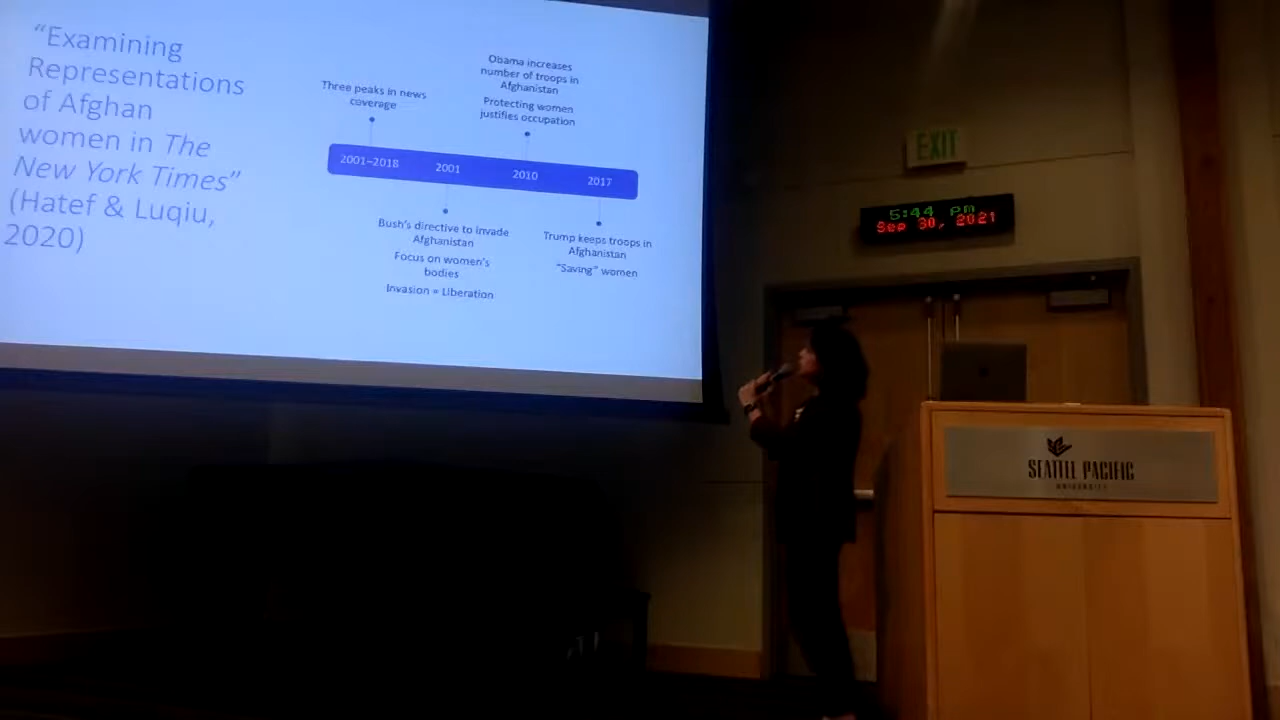 “Examining
Representations
of Afghan
women in The
New York Times”
(Hatef & Luqiu,
2020)
Three peaks in news
coverage
Obama increases
number of troops in
Afghanistan
Protecting women
justifies occupation
2001–2018
2001
2010
2017
Bush's directive to invade
Afghanistan
Focus on women's
bodies
Invasion = Liberation
Trump keeps troops in
Afghanistan
“Saving” women
EXIT
5:44 pm
Sep 30, 2021
SEATTLE PACIFIC
UNIVERSITY